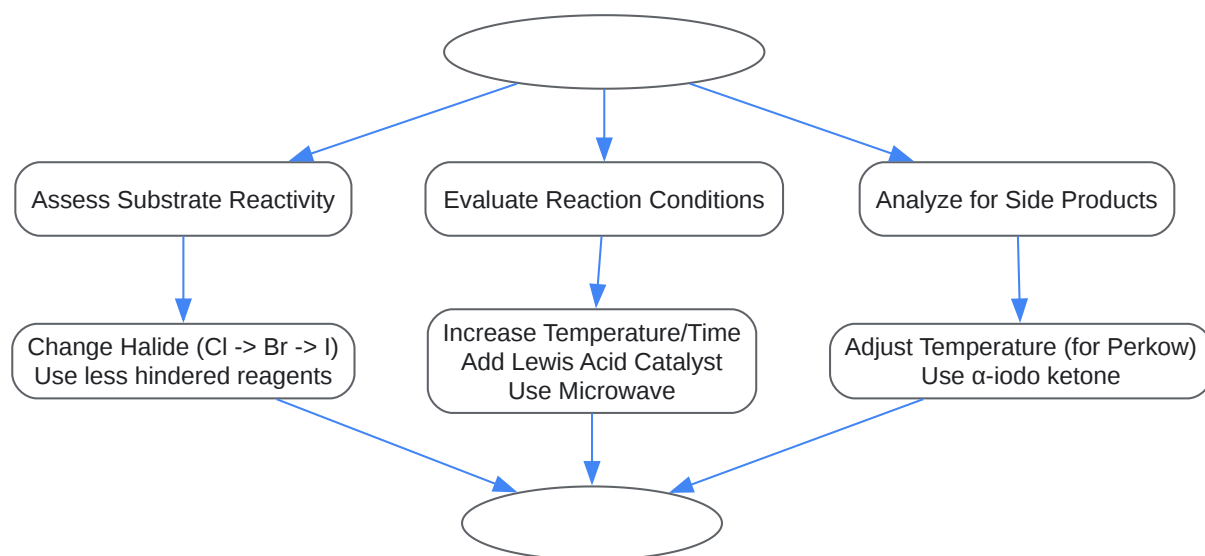 Assess Substrate Reactivity
Evaluate Reaction Conditions
Analyze for Side Products
Change Halide (Cl -> Br -> I)
Use less hindered reagents
Increase Temperature/Time
Add Lewis Acid Catalyst
Use Microwave
Adjust Temperature (for Perkow)
Use α-iodo ketone